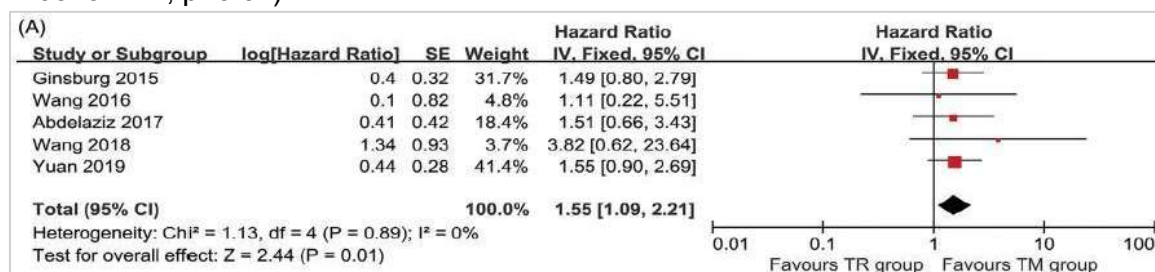 (A)
Hazard Ratio Hazard Ratio
Study or Subgroup log[Hazard Ratio] SE Weight IV, Fixed, 95% CI IV, Fixed, 95% CI
Ginsburg 2015 0.4 0.32 31.7% 1.49 [0.80, 2.79]
Wang 2016 0.1 0.82 4.8% 1.11 [0.22, 5.51]
Abdelaziz 2017 0.41 0.42 18.4% 1.51 [0.66, 3.43]
Wang 2018 1.34 0.93 3.7% 3.82 [0.62, 23.64]
Yuan 2019 0.44 0.28 41.4% 1.55 [0.90, 2.69]
Total (95% CI) 100.0% 1.55 [1.09, 2.21]
Heterogeneity: Chi² = 1.13, df = 4 (P = 0.89); I² = 0%
Test for overall effect: Z = 2.44 (P = 0.01)
0.01 0.1 1 10 100
Favours TR group Favours TM group